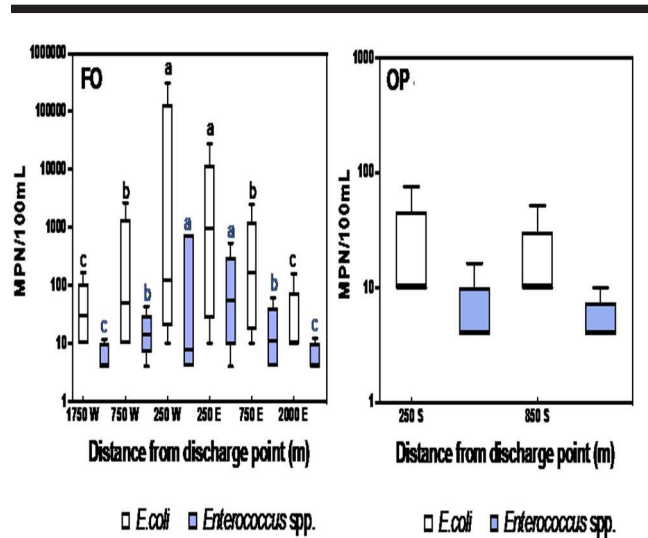 FO
MPN/100mL
1000000
100000
10000
1000
100
10
1
c
c
b
b
a
a
a
a
b
b
c
c
1750 W 750 W 250 W 250 E 750 E 2000 E
Distance from discharge point (m)
E.coli Enterococcus spp.
OP
MPN/100mL
1000
100
10
1
250 S 850 S
Distance from discharge point (m)
E.coli Enterococcus spp.